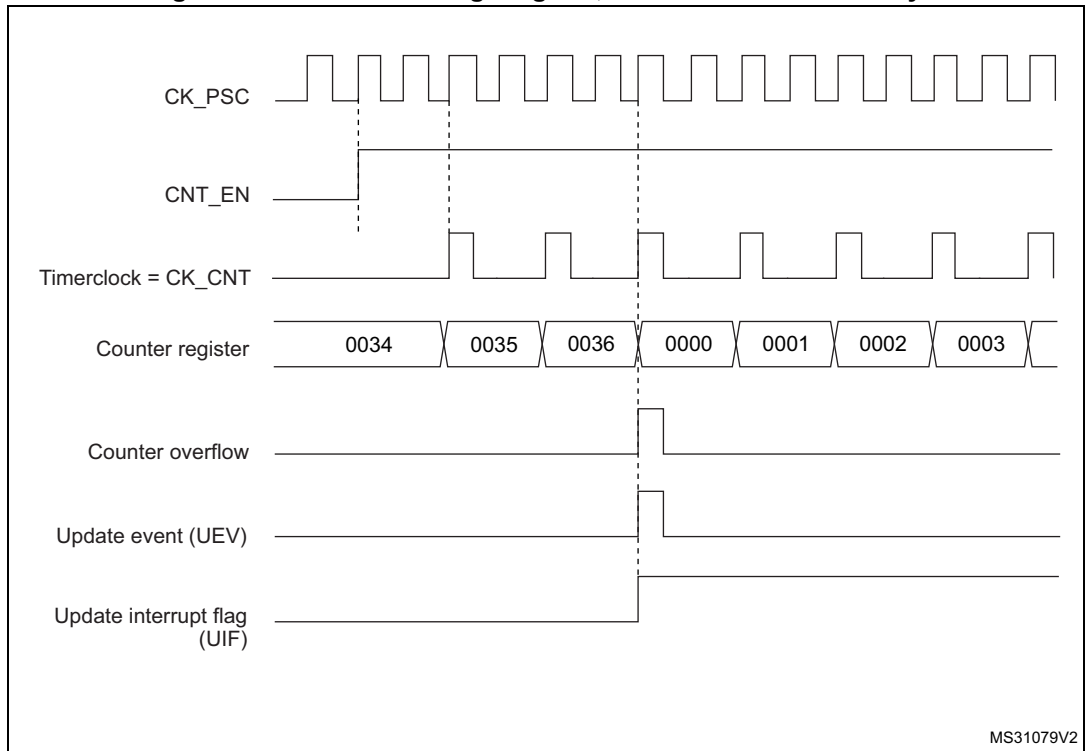 CK_PSC
CNT_EN
Timerclock = CK_CNT
Counter register
0034 0035 0036 0000 0001 0002 0003
Counter overflow
Update event (UEV)
Update interrupt flag
(UIF)
MS31079V2